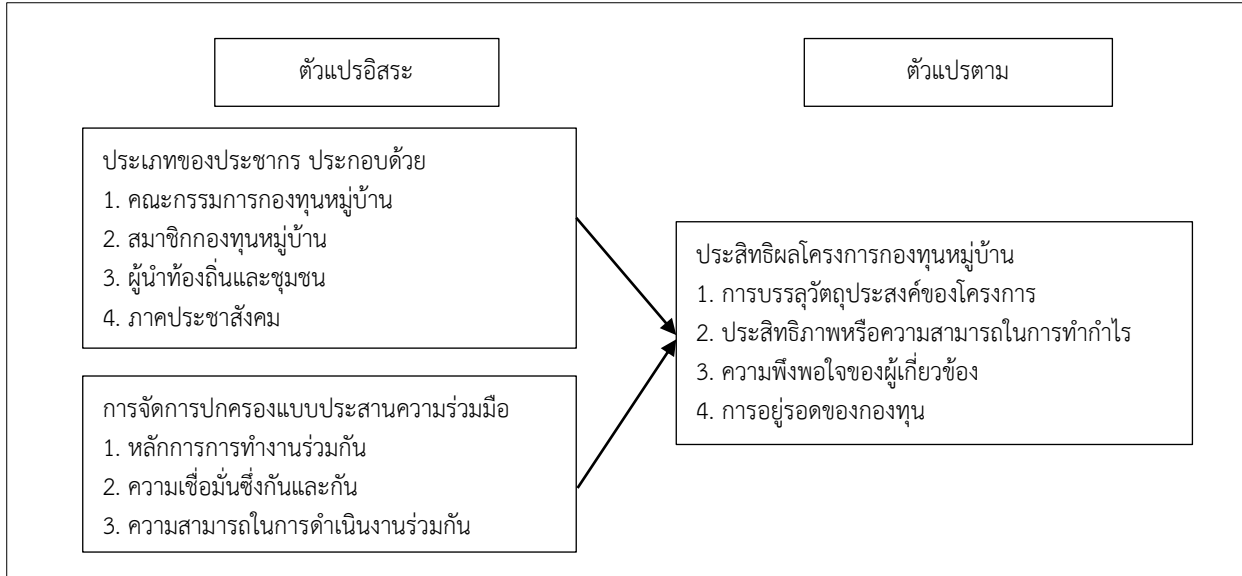 ตัวแปรอิสระ
ตัวแปรตาม
ประเภทของประชากร ประกอบด้วย
1. คณะกรรมการกองทุนหมู่บ้าน
2. สมาชิกกองทุนหมู่บ้าน
3. ผู้นำท้องถิ่นและชุมชน
4. ภาคประชาสังคม
การจัดการปกครองแบบประสานความร่วมมือ
1. หลักการการทำงานร่วมกัน
2. ความเชื่อมั่นซึ่งกันและกัน
3. ความสามารถในการดำเนินงานร่วมกัน
ประสิทธิผลโครงการกองทุนหมู่บ้าน
1. การบรรลุวัตถุประสงค์ของโครงการ
2. ประสิทธิภาพหรือความสามารถในการทำกำไร
3. ความพึงพอใจของผู้เกี่ยวข้อง
4. การอยู่รอดของกองทุน